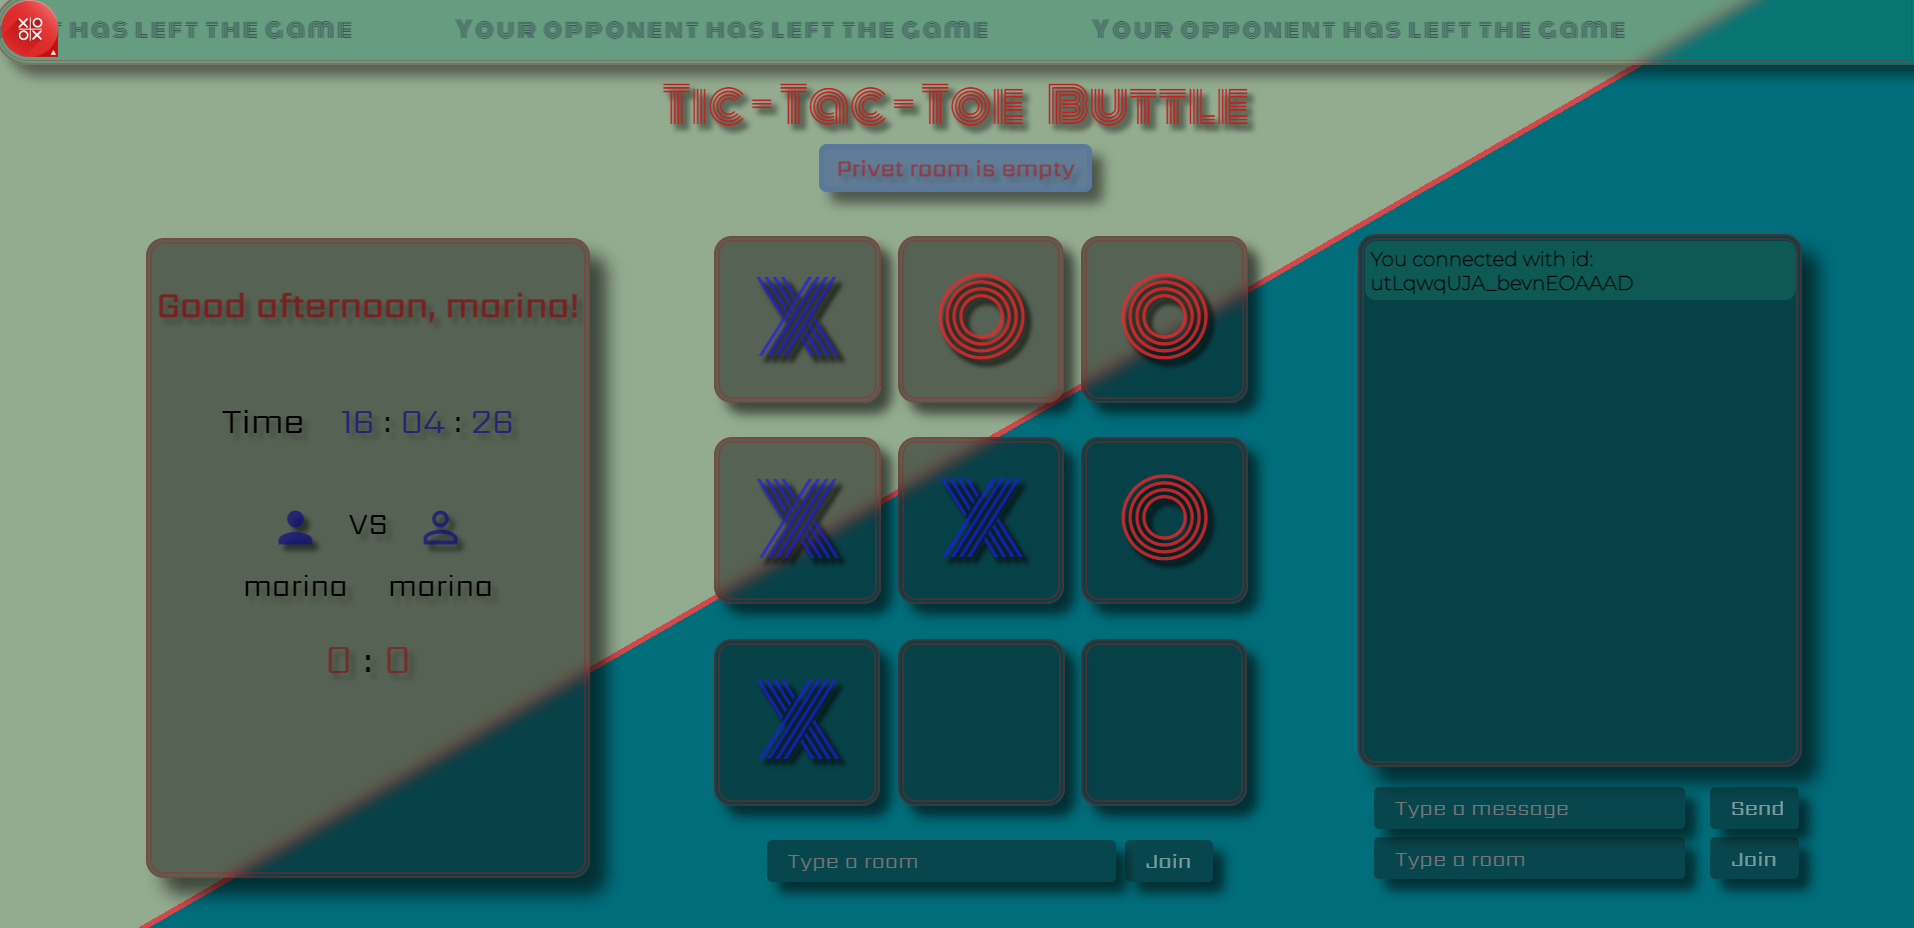 T HAS LEFT THE GAME YOUR OPPONENT HAS LEFT THE GAME YOUR OPPONENT HAS LEFT THE GAME
Tic-Tac-Toe Buttle
Privet room is empty
Good afternoon, marina!
Time 16 : 04 : 26
VS
marina marina
0 : 0
X O O
X X O
X
Type a room Join
You connected with id:
utLqwqUJA_bevnEOAAAD
Type a message Send
Type a room Join